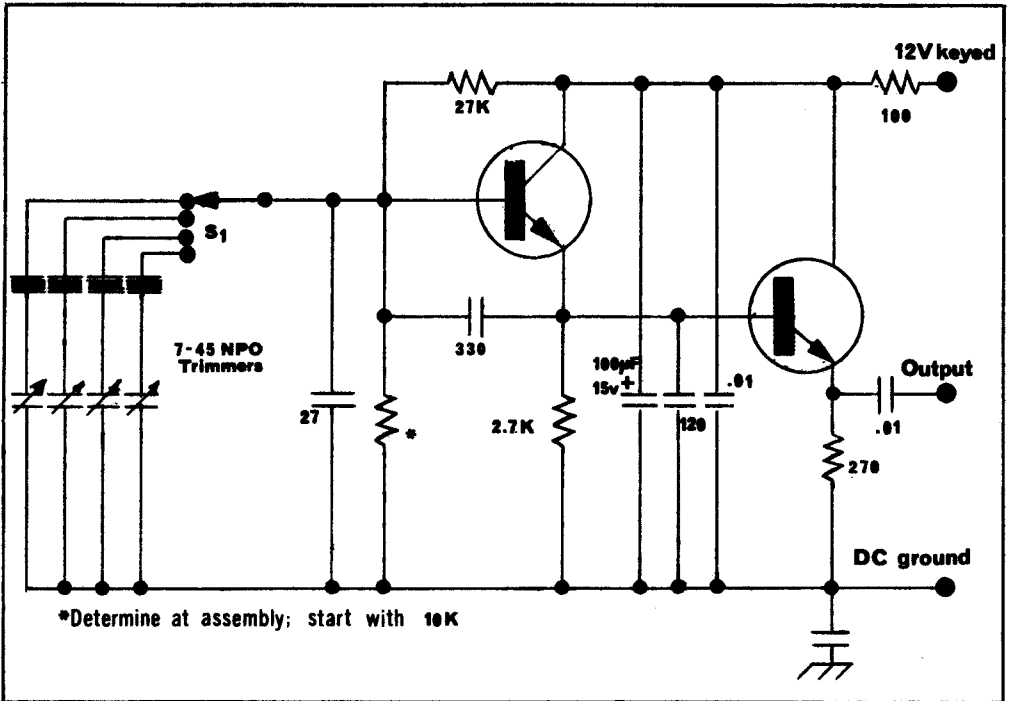 12V keyed
27K
100
S1
7-45 NPO
Trimmers
330
27
*
2.7K
100µF
15v +
120
.01
Output
.01
270
DC ground
*Determine at assembly; start with 10K